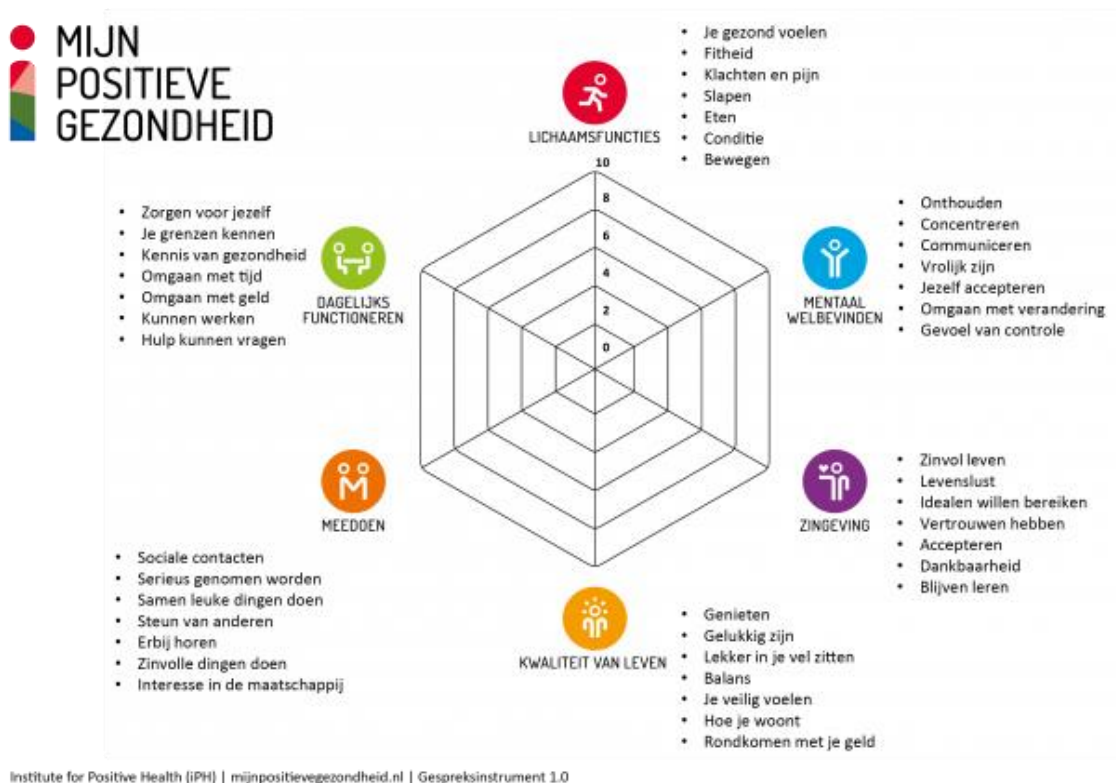 MIJN
POSITIEVE
GEZONDHEID
• Je gezond voelen
• Fitheid
• Klachten en pijn
• Slapen
• Eten
• Conditie
• Bewegen
LICHAAMSFUNCTIES
10
8
6
4
2
0
• Zorgen voor jezelf
• Je grenzen kennen
• Kennis van gezondheid
• Omgaan met tijd
• Omgaan met geld
• Kunnen werken
• Hulp kunnen vragen
DAGELIJKS
FUNCTIONEREN
• Onthouden
• Concentreren
• Communiceren
• Vrolijk zijn
• Jezelf accepteren
• Omgaan met verandering
• Gevoel van controle
MENTAAL
WELBEVINDEN
MEEDOEN
• Sociale contacten
• Serieus genomen worden
• Samen leuke dingen doen
• Steun van anderen
• Erbij horen
• Zinvolle dingen doen
• Interesse in de maatschappij
ZINGEVING
• Zinvol leven
• Levenslust
• Idealen willen bereiken
• Vertrouwen hebben
• Accepteren
• Dankbaarheid
• Blijven leren
KWALITEIT VAN LEVEN
• Genieten
• Gelukkig zijn
• Lekker in je vel zitten
• Balans
• Je veilig voelen
• Hoe je woont
• Rondkomen met je geld
Institute for Positive Health (iPH) | mijnpositievegezondheid.nl | Gespreksinstrument 1.0